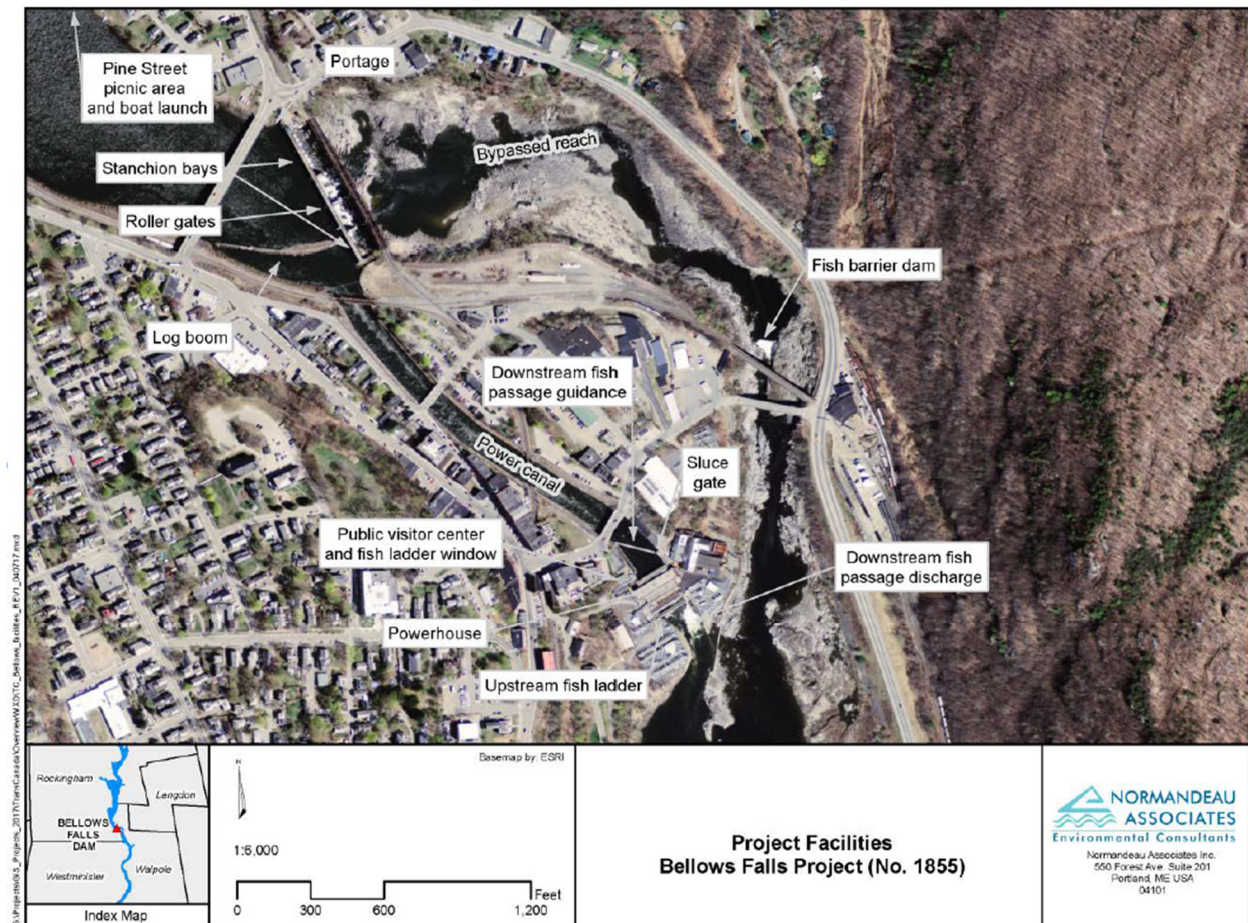 Pine Street
picnic area
and boat launch
Portage
Bypassed reach
Stanchion bays
Roller gates
Fish barrier dam
Log boom
Downstream fish
passage guidance
Power canal
Sluce
gate
Public visitor center
and fish ladder window
Downstream fish
passage discharge
Powerhouse
Upstream fish ladder
Rockingham
Langdon
BELLOWS
FALLS
DAM
Westminister
Walpole
Index Map
N
1:6,000
Basemap by: ESRI
Feet
0 300 600 1,200
Project Facilities
Bellows Falls Project (No. 1855)
NORMANDEAU
ASSOCIATES
Environmental Consultants
Normandeau Associates Inc.
550 Forest Ave. Suite 201
Portland, ME USA
04101